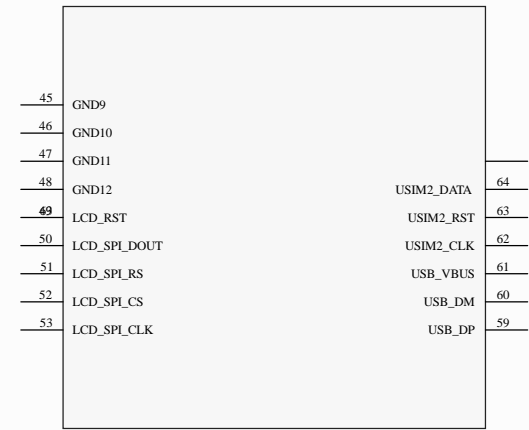 45 GND9
46 GND10
47 GND11
48 GND12 USIM2_DATA 64
49 LCD_RST USIM2_RST 63
50 LCD_SPI_DOUT USIM2_CLK 62
51 LCD_SPI_RS USB_VBUS 61
52 LCD_SPI_CS USB_DM 60
53 LCD_SPI_CLK USB_DP 59